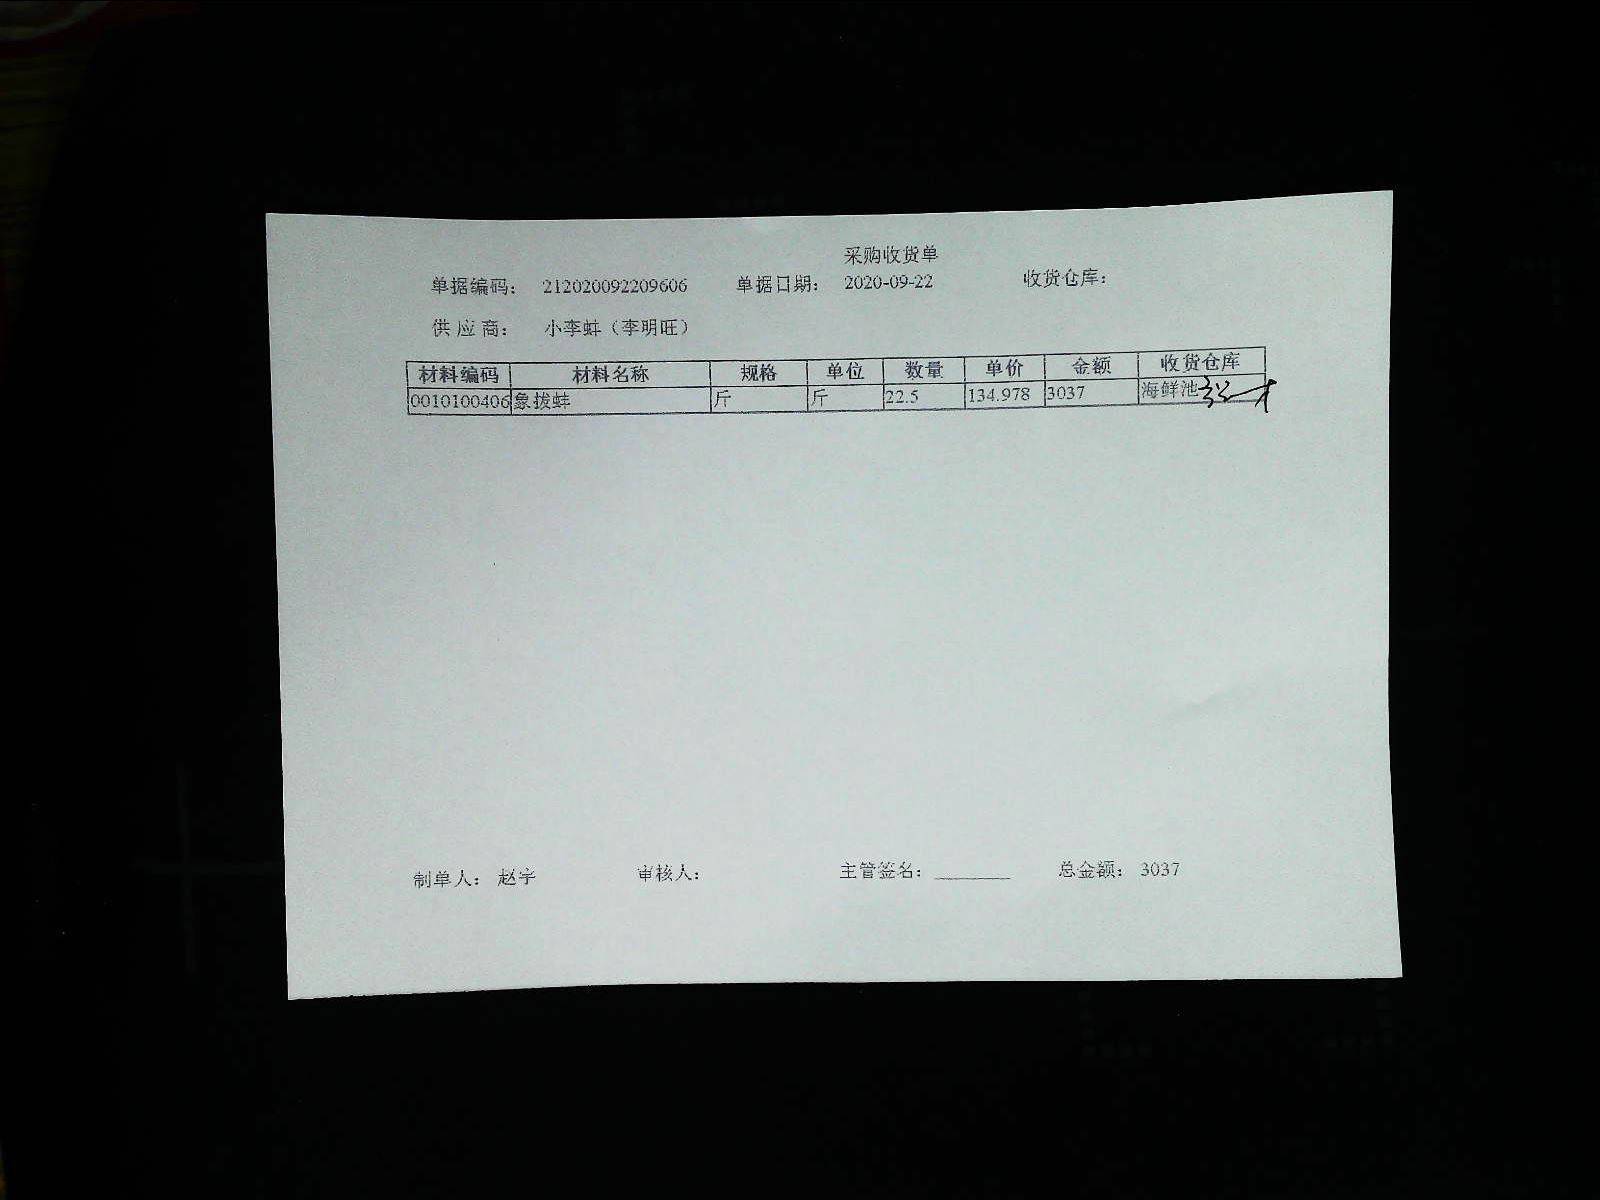 采购收货单
单据编码： 212020092209606 单据日期： 2020-09-22 收货仓库：
供 应 商： 小李蚌（李明旺）
材料编码 材料名称 规格 单位 数量 单价 金额 收货仓库
0010100406 象拔蚌 斤 斤 22.5 134.978 3037 海鲜池
制单人： 赵宇 审核人： 主管签名：________ 总金额： 3037